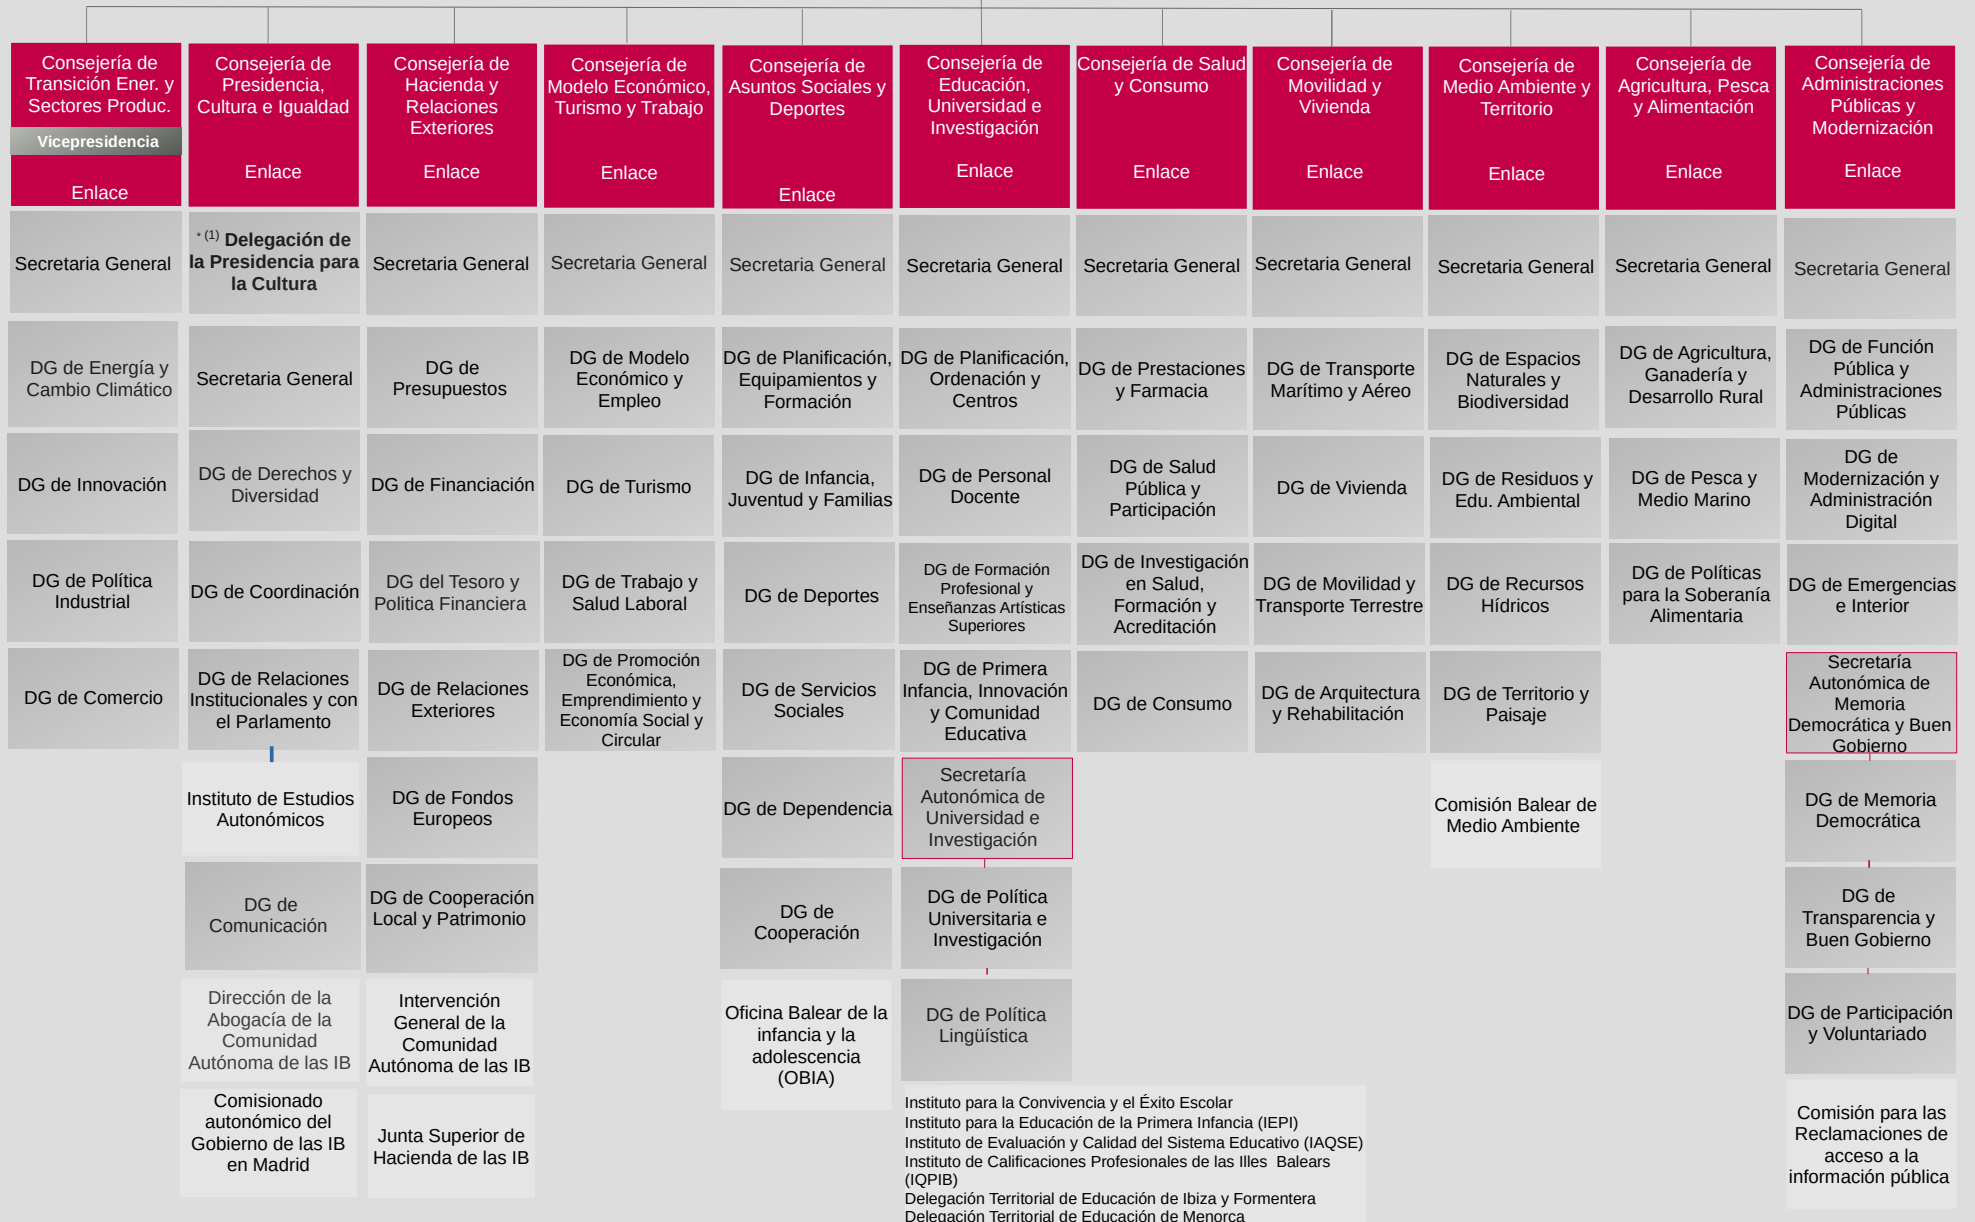 Consejería de
Transición Ener. y
Sectores Produc.
Vicepresidencia
Enlace
Secretaria General
DG de Energía y
Cambio Climático
DG de Innovación
DG de Política
Industrial
DG de Comercio
Consejería de
Presidencia,
Cultura e Igualdad
Enlace
* (1) Delegación de
la Presidencia para
la Cultura
Secretaria General
DG de Derechos y
Diversidad
DG de Coordinación
DG de Relaciones
Institucionales y con
el Parlamento
Instituto de Estudios
Autonómicos
DG de
Comunicación
Dirección de la
Abogacía de la
Comunidad
Autónoma de las IB
Comisionado
autonómico del
Gobierno de las IB
en Madrid
Consejería de
Hacienda y
Relaciones
Exteriores
Enlace
Secretaria General
DG de
Presupuestos
DG de Financiación
DG del Tesoro y
Politica Financiera
DG de Relaciones
Exteriores
DG de Fondos
Europeos
DG de Cooperación
Local y Patrimonio
Intervención
General de la
Comunidad
Autónoma de las IB
Junta Superior de
Hacienda de las IB
Consejería de
Modelo Económico,
Turismo y Trabajo
Enlace
Secretaria General
DG de Modelo
Económico y
Empleo
DG de Turismo
DG de Trabajo y
Salud Laboral
DG de Promoción
Económica,
Emprendimiento y
Economía Social y
Circular
Consejería de
Asuntos Sociales y
Deportes
Enlace
Secretaria General
DG de Planificación,
Equipamientos y
Formación
DG de Infancia,
Juventud y Familias
DG de Deportes
DG de Servicios
Sociales
DG de Dependencia
DG de
Cooperación
Oficina Balear de la
infancia y la
adolescencia
(OBIA)
Consejería de
Educación,
Universidad e
Investigación
Enlace
Secretaria General
DG de Planificación,
Ordenación y
Centros
DG de Personal
Docente
DG de Formación
Profesional y
Enseñanzas Artísticas
Superiores
DG de Primera
Infancia, Innovación
y Comunidad
Educativa
Secretaría
Autonómica de
Universidad e
Investigación
DG de Política
Universitaria e
Investigación
DG de Política
Lingüística
Instituto para la Convivencia y el Éxito Escolar
Instituto para la Educación de la Primera Infancia (IEPI)
Instituto de Evaluación y Calidad del Sistema Educativo (IAQSE)
Instituto de Calificaciones Profesionales de las Illes Balears
(IQPIB)
Delegación Territorial de Educación de Ibiza y Formentera
Delegación Territorial de Educación de Menorca
Consejería de Salud
y Consumo
Enlace
Secretaria General
DG de Prestaciones
y Farmacia
DG de Salud
Pública y
Participación
DG de Investigación
en Salud,
Formación y
Acreditación
DG de Consumo
Consejería de
Movilidad y
Vivienda
Enlace
Secretaria General
DG de Transporte
Marítimo y Aéreo
DG de Vivienda
DG de Movilidad y
Transporte Terrestre
DG de Arquitectura
y Rehabilitación
Consejería de
Medio Ambiente y
Territorio
Enlace
Secretaria General
DG de Espacios
Naturales y
Biodiversidad
DG de Residuos y
Edu. Ambiental
DG de Recursos
Hídricos
DG de Territorio y
Paisaje
Comisión Balear de
Medio Ambiente
Consejería de
Agricultura, Pesca
y Alimentación
Enlace
Secretaria General
DG de Agricultura,
Ganadería y
Desarrollo Rural
DG de Pesca y
Medio Marino
DG de Políticas
para la Soberanía
Alimentaria
Consejería de
Administraciones
Públicas y
Modernización
Enlace
Secretaria General
DG de Función
Pública y
Administraciones
Públicas
DG de
Modernización y
Administración
Digital
DG de Emergencias
e Interior
Secretaría
Autonómica de
Memoria
Democrática y Buen
Gobierno
DG de Memoria
Democrática
DG de
Transparencia y
Buen Gobierno
DG de Participación
y Voluntariado
Comisión para las
Reclamaciones de
acceso a la
información pública